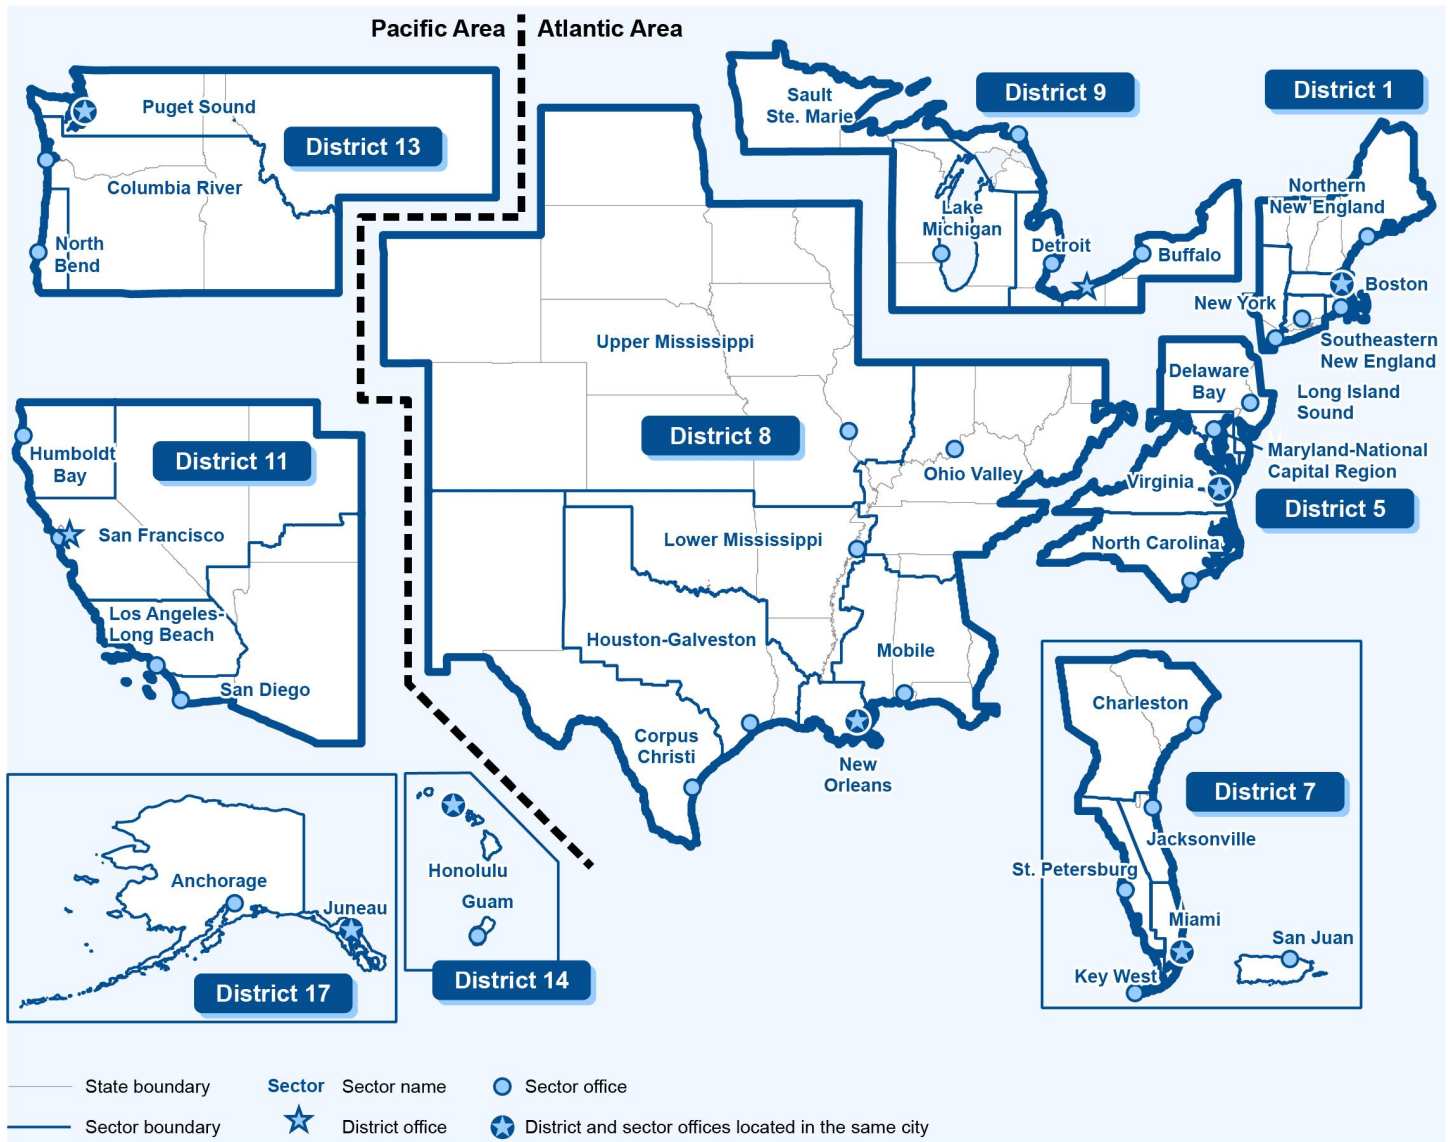 Pacific Area
Atlantic Area
Puget Sound
District 13
Columbia River
North
Bend
Sault
Ste. Marie
District 9
District 1
Northern
New England
Lake
Michigan
Detroit
Buffalo
Boston
New York
Southeastern
New England
Delaware
Bay
Long Island
Sound
Upper Mississippi
District 8
Ohio Valley
Maryland-National
Capital Region
Virginia
District 5
North Carolina
Humboldt
Bay
District 11
San Francisco
Los Angeles-
Long Beach
San Diego
Lower Mississippi
Houston-Galveston
Mobile
Corpus
Christi
New
Orleans
Charleston
District 7
Jacksonville
St. Petersburg
Miami
San Juan
Key West
Anchorage
Juneau
District 17
Honolulu
Guam
District 14
State boundary
Sector
Sector name
Sector office
Sector boundary
District office
District and sector offices located in the same city